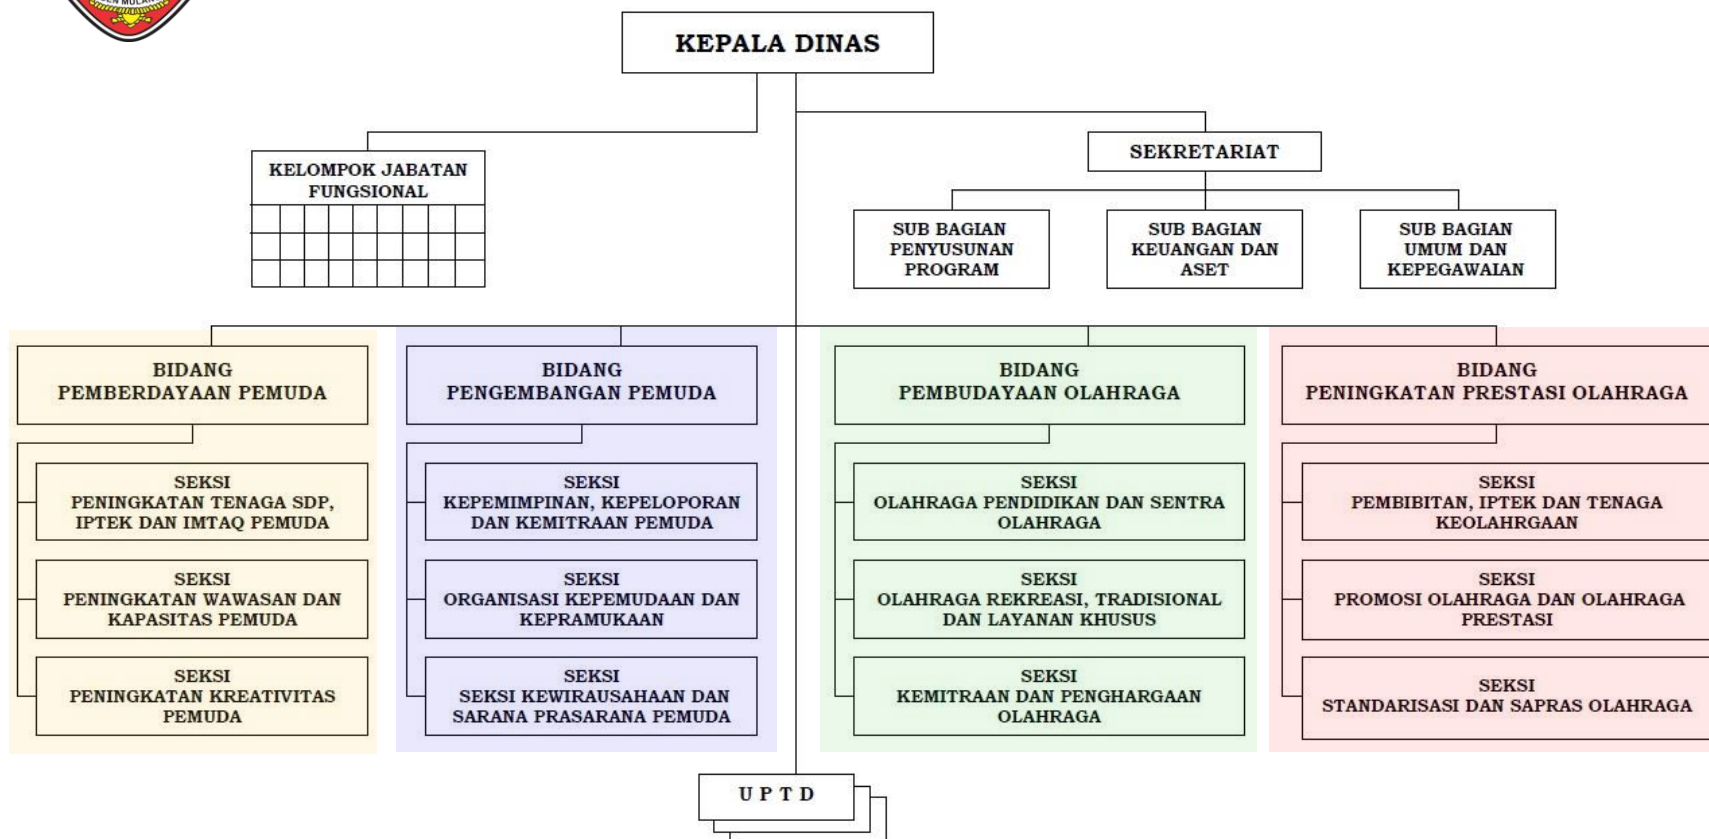 KEPALA DINAS
KELOMPOK JABATAN
FUNGSIONAL
SEKRETARIAT
SUB BAGIAN
PENYUSUNAN
PROGRAM
SUB BAGIAN
KEUANGAN DAN
ASET
SUB BAGIAN
UMUM DAN
KEPEGAWAIAN
BIDANG
PEMBERDAYAAN PEMUDA
SEKSI
PENINGKATAN TENAGA SDP,
IPTEK DAN IMTAQ PEMUDA
SEKSI
PENINGKATAN WAWASAN DAN
KAPASITAS PEMUDA
SEKSI
PENINGKATAN KREATIVITAS
PEMUDA
BIDANG
PENGEMBANGAN PEMUDA
SEKSI
KEPEMIMPINAN, KEPELOPORAN
DAN KEMITRAAN PEMUDA
SEKSI
ORGANISASI KEPEMUDAAN DAN
KEPRAMUKAAN
SEKSI
SEKSI KEWIRAUSAHAAN DAN
SARANA PRASARANA PEMUDA
BIDANG
PEMBUDAYAAN OLAHRAGA
SEKSI
OLAHRAGA PENDIDIKAN DAN SENTRA
OLAHRAGA
SEKSI
OLAHRAGA REKREASI, TRADISIONAL
DAN LAYANAN KHUSUS
SEKSI
KEMITRAAN DAN PENGHARGAAN
OLAHRAGA
BIDANG
PENINGKATAN PRESTASI OLAHRAGA
SEKSI
PEMBIBITAN, IPTEK DAN TENAGA
KEOLAHRGAAN
SEKSI
PROMOSI OLAHRAGA DAN OLAHRAGA
PRESTASI
SEKSI
STANDARISASI DAN SAPRAS OLAHRAGA
U P T D